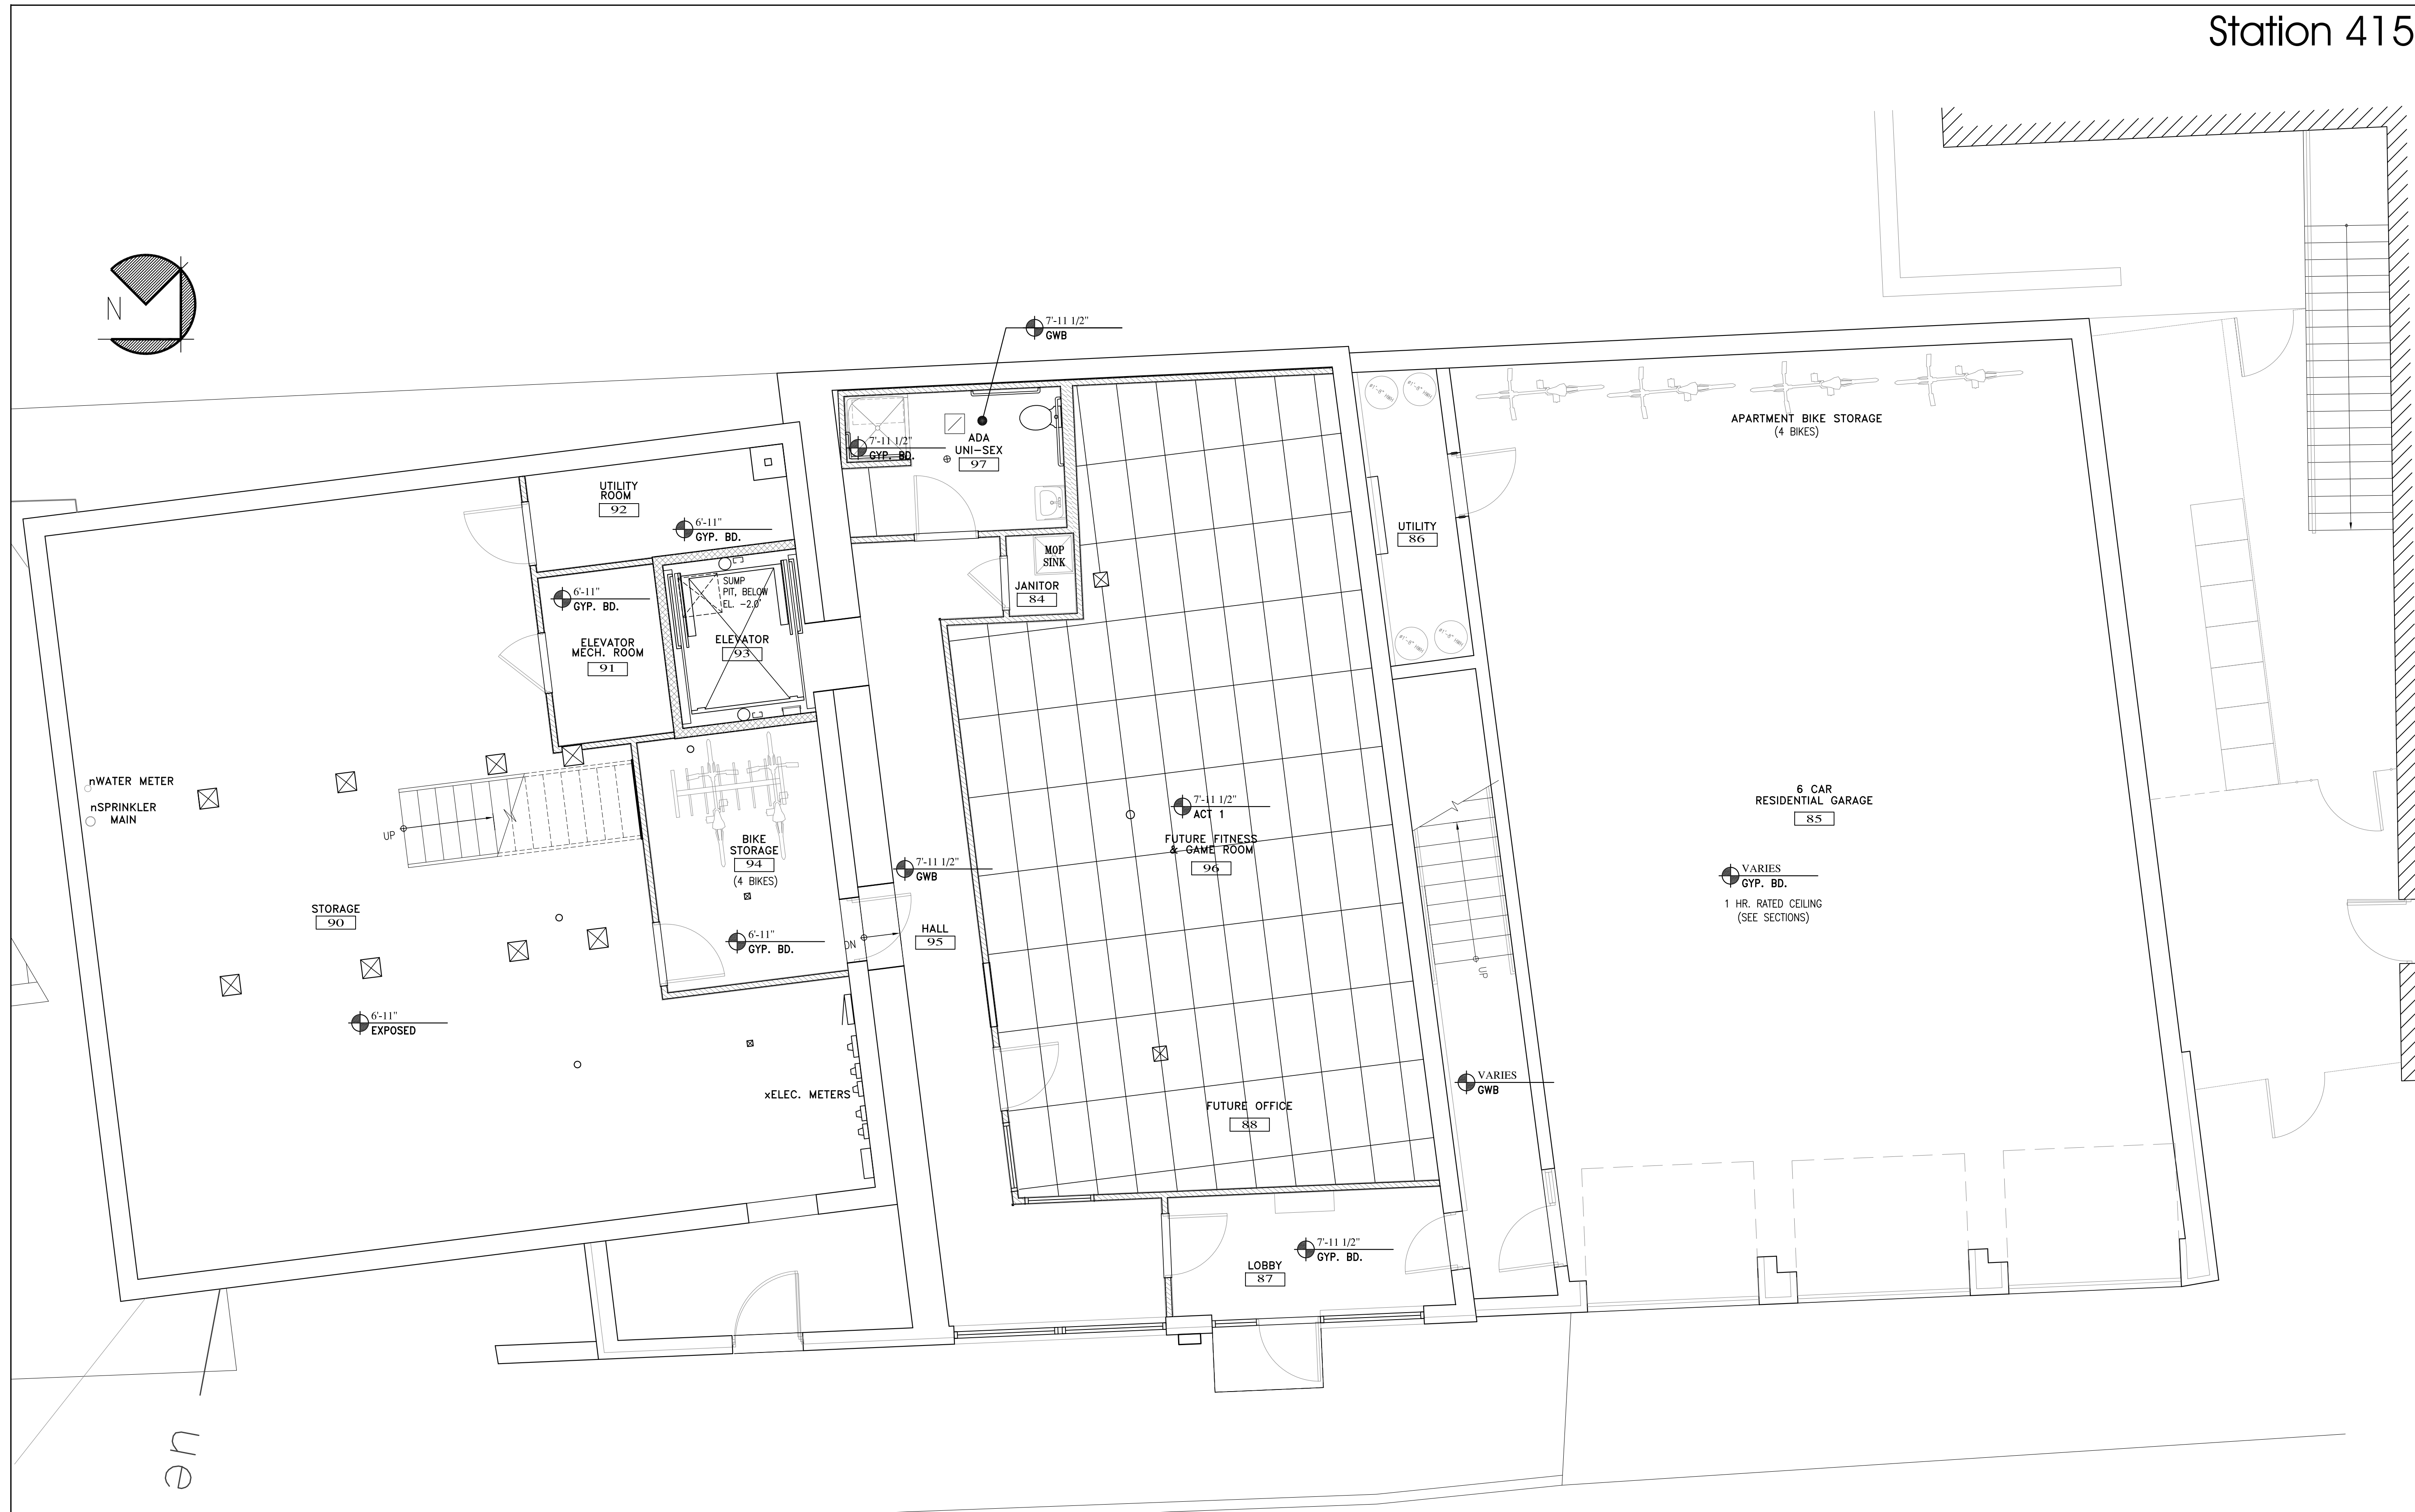 Station 415
N
7'-11 1/2"
GWB
7'-11 1/2"
GYP. BD.
ADA
UNI-SEX
97
APARTMENT BIKE STORAGE
(4 BIKES)
UTILITY
ROOM
92
6'-11"
GYP. BD.
UTILITY
86
MOP
SINK
JANITOR
84
SUMP
PIT, BELOW
EL. -2.0'
ELEVATOR
93
6'-11"
GYP. BD.
ELEVATOR
MECH. ROOM
91
nWATER METER
nSPRINKLER
MAIN
UP
BIKE
STORAGE
94
(4 BIKES)
7'-11 1/2"
ACT 1
FUTURE FITNESS
& GAME ROOM
96
6 CAR
RESIDENTIAL GARAGE
85
7'-11 1/2"
GWB
VARIES
GYP. BD.
1 HR. RATED CEILING
(SEE SECTIONS)
STORAGE
90
6'-11"
GYP. BD.
DN
HALL
95
UP
6'-11"
EXPOSED
xELEC. METERS
VARIES
GWB
FUTURE OFFICE
88
7'-11 1/2"
GYP. BD.
LOBBY
87
ne